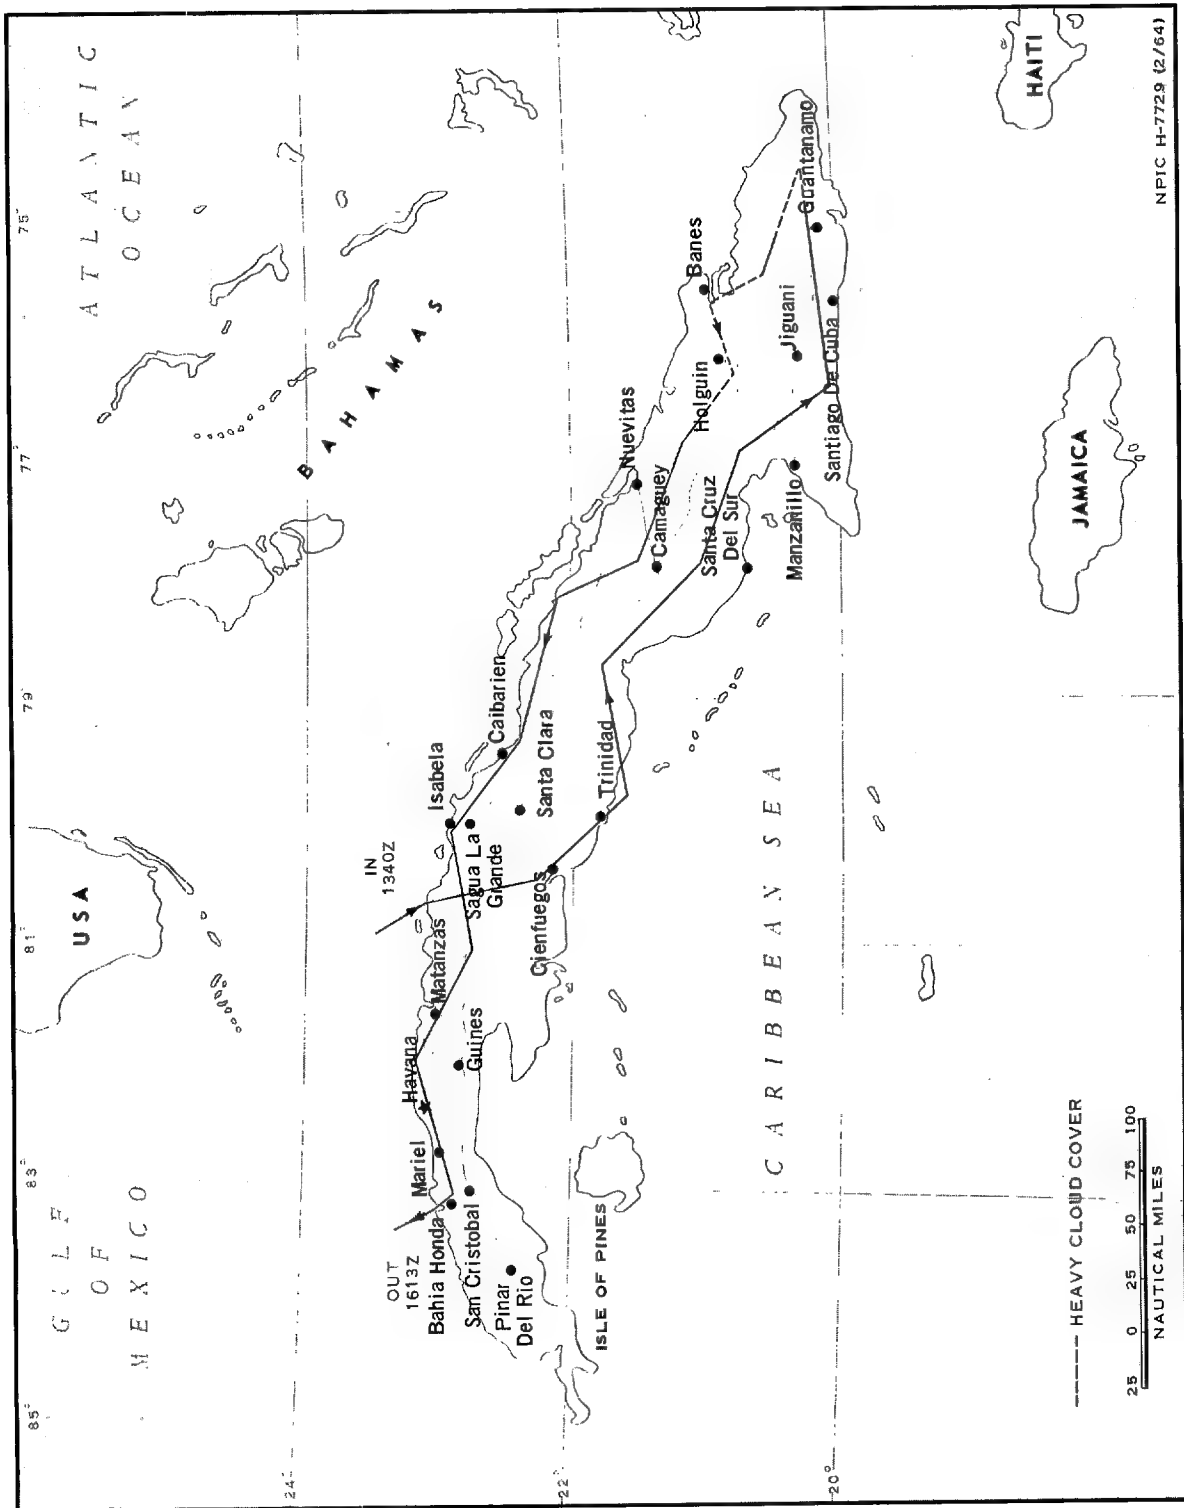 GULF
OF
MEXICO
USA
ATLANTIC
OCEAN
BAHAMAS
85°
83°
81°
79°
77°
75°
24°
22°
20°
OUT
1613Z
IN
1340Z
Bahia Honda
Mariel
Havana
Matanzas
San Cristobal
Pinar
Del Rio
Guines
Isabela
Sagua La
Grande
Caibarien
Santa Clara
Cienfuegos
Trinidad
Nuevitas
Camaguey
Santa Cruz
Del Sur
Manzanillo
Holguin
Banes
Jiguani
Santiago De Cuba
Guantanamo
ISLE OF PINES
CARIBBEAN SEA
JAMAICA
HAITI
HEAVY CLOUD COVER
25 0 25 50 75 100
NAUTICAL MILES
NPIC H-7729 (2/64)